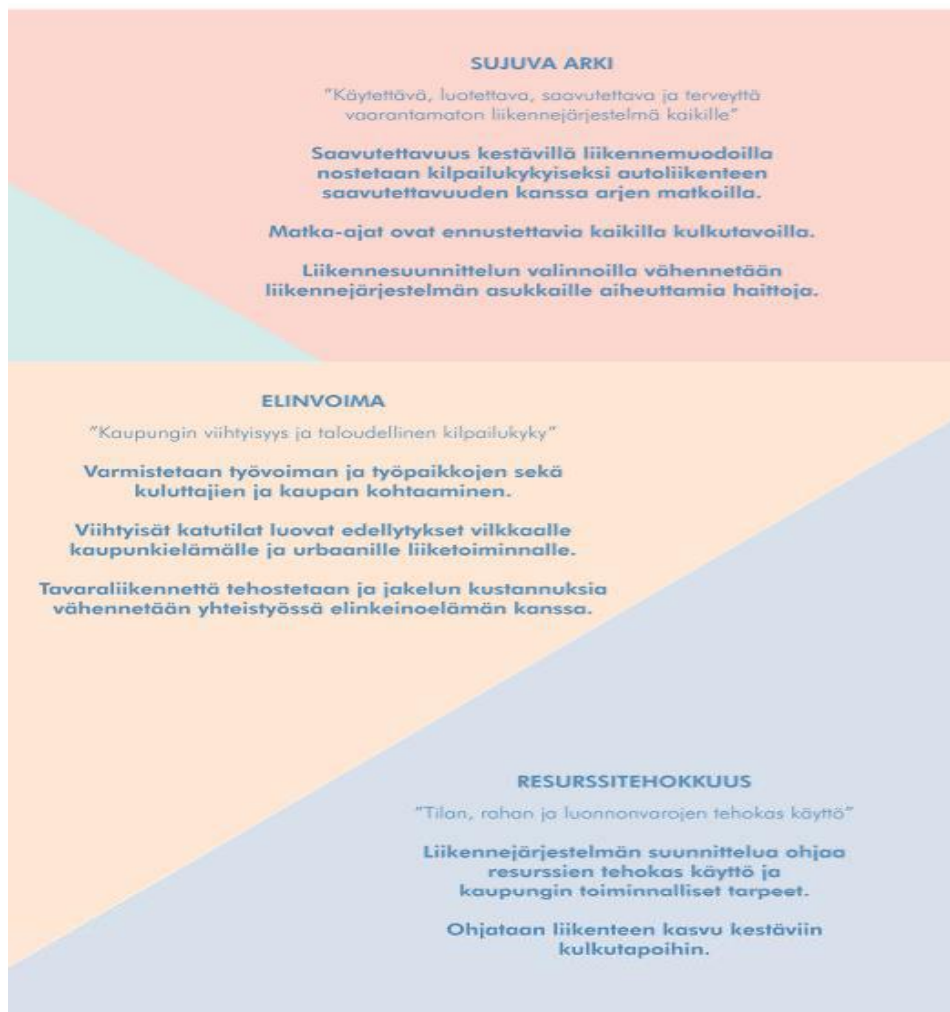 SUJUVA ARKI
"Käytettävä, luotettava, saavutettava ja terveyttä
vaarantamaton liikennejärjestelmä kaikille"
Saavutettavuus kestävillä liikennemuodoilla
nostetaan kilpailukykyiseksi autoliikenteen
saavutettavuuden kanssa arjen matkoilla.
Matka-ajat ovat ennustettavia kaikilla kulkutavoilla.
Liikennesuunnittelun valinnoilla vähennetään
liikennejärjestelmän asukkaille aiheuttamia haittoja.
ELINVOIMA
"Kaupungin viihtyisyys ja taloudellinen kilpailukyky"
Varmistetaan työvoiman ja työpaikkojen sekä
kuluttajien ja kaupan kohtaaminen.
Viihtyisät katutilat luovat edellytykset vilkkaalle
kaupunkielämälle ja urbaanille liiketoiminnalle.
Tavaraliikennettä tehostetaan ja jakelun kustannuksia
vähennetään yhteistyössä elinkeinoelämän kanssa.
RESURSSITEHOKKUUS
"Tilan, rahan ja luonnonvarojen tehokas käyttö"
Liikennejärjestelmän suunnittelua ohjaa
resurssien tehokas käyttö ja
kaupungin toiminnalliset tarpeet.
Ohjataan liikenteen kasvu kestäviin
kulkutapoihin.